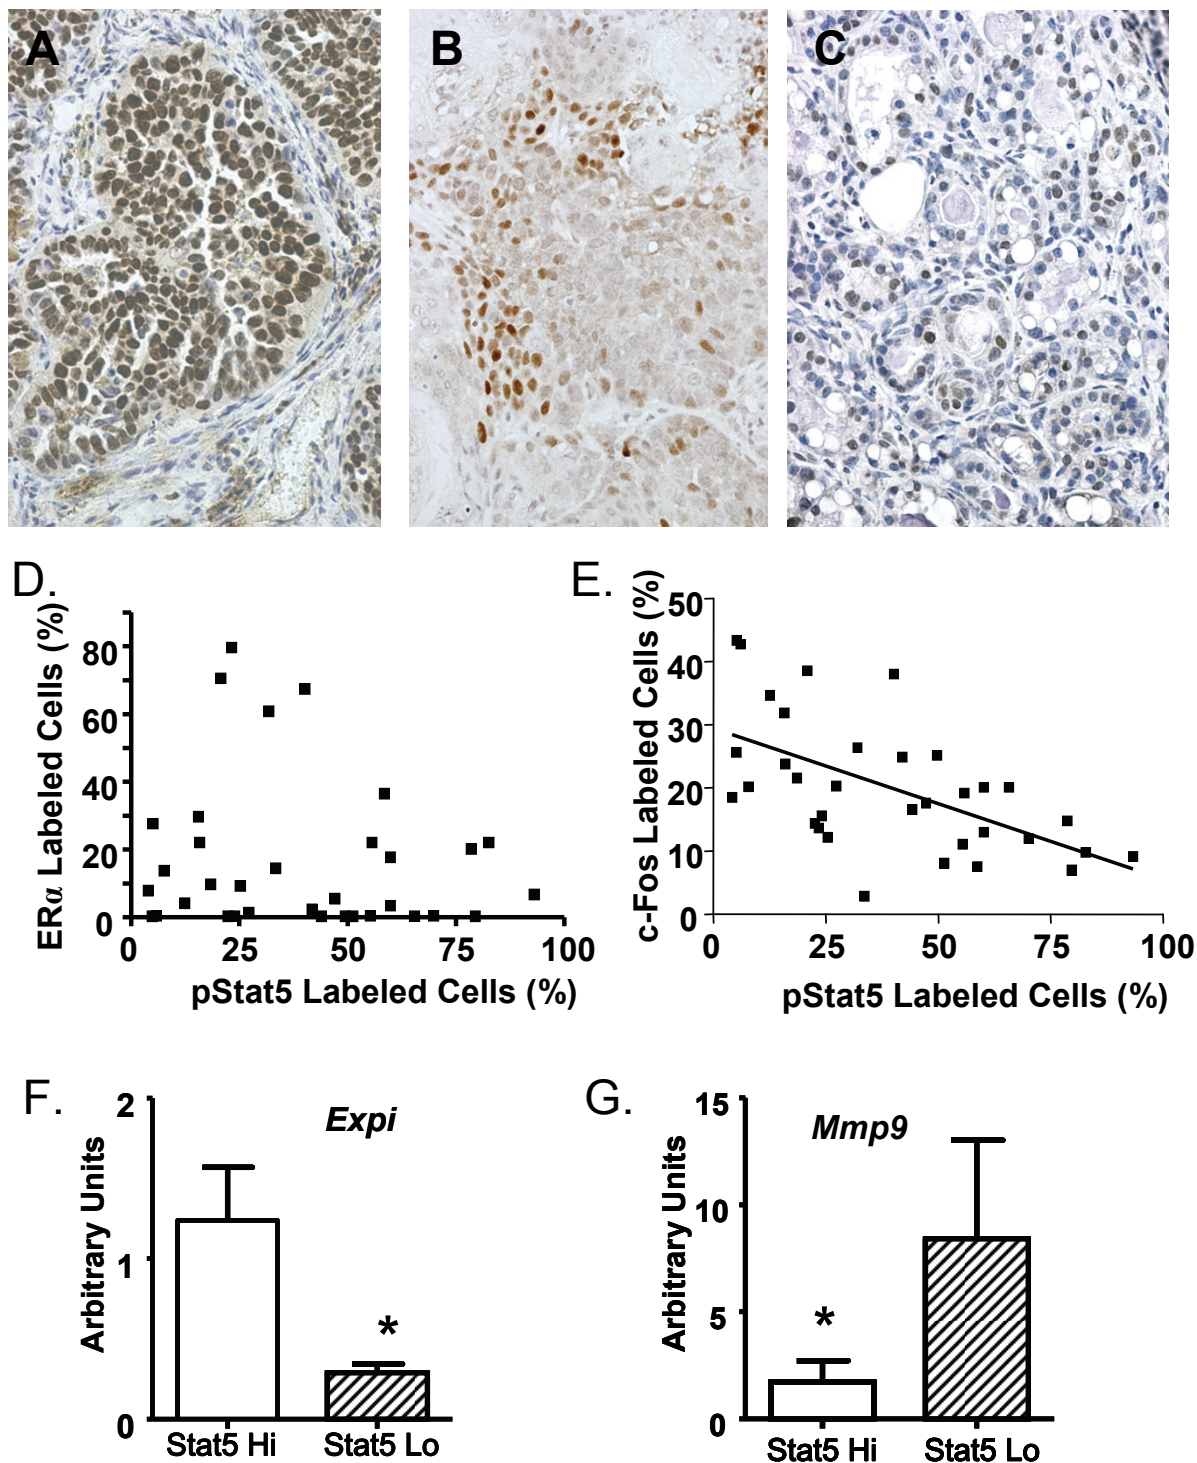 A
B
C
D.
ERα Labeled Cells (%)
80
60
40
20
0
0
25
50
75
100
pStat5 Labeled Cells (%)
E.
c-Fos Labeled Cells (%)
50
40
30
20
10
0
0
25
50
75
100
pStat5 Labeled Cells (%)
F.
Expi
Arbitrary Units
2
1
0
*
Stat5 Hi
Stat5 Lo
G.
Mmp9
Arbitrary Units
15
10
5
0
*
Stat5 Hi
Stat5 Lo